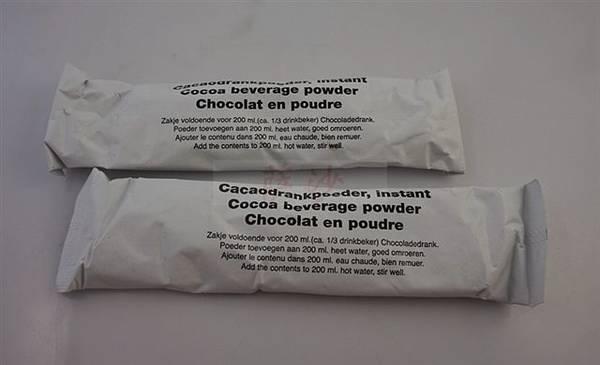 Cacaodrankpoeder, instant
Cocoa beverage powder
Chocolat en poudre
Zakje voldoende voor 200 ml.(ca. 1/3 drinkbeker) Chocoladedrank.
Poeder toevoegen aan 200 ml. heet water, goed omroeren.
Ajouter le contenu dans 200 ml. eau chaude, bien remuer.
Add the contents to 200 ml. hot water, stir well.
Cacaodrankpoeder, instant
Cocoa beverage powder
Chocolat en poudre
Zakje voldoende voor 200 ml.(ca. 1/3 drinkbeker) Chocoladedrank.
Poeder toevoegen aan 200 ml. heet water, goed omroeren.
Ajouter le contenu dans 200 ml. eau chaude, bien remuer.
Add the contents to 200 ml. hot water, stir well.